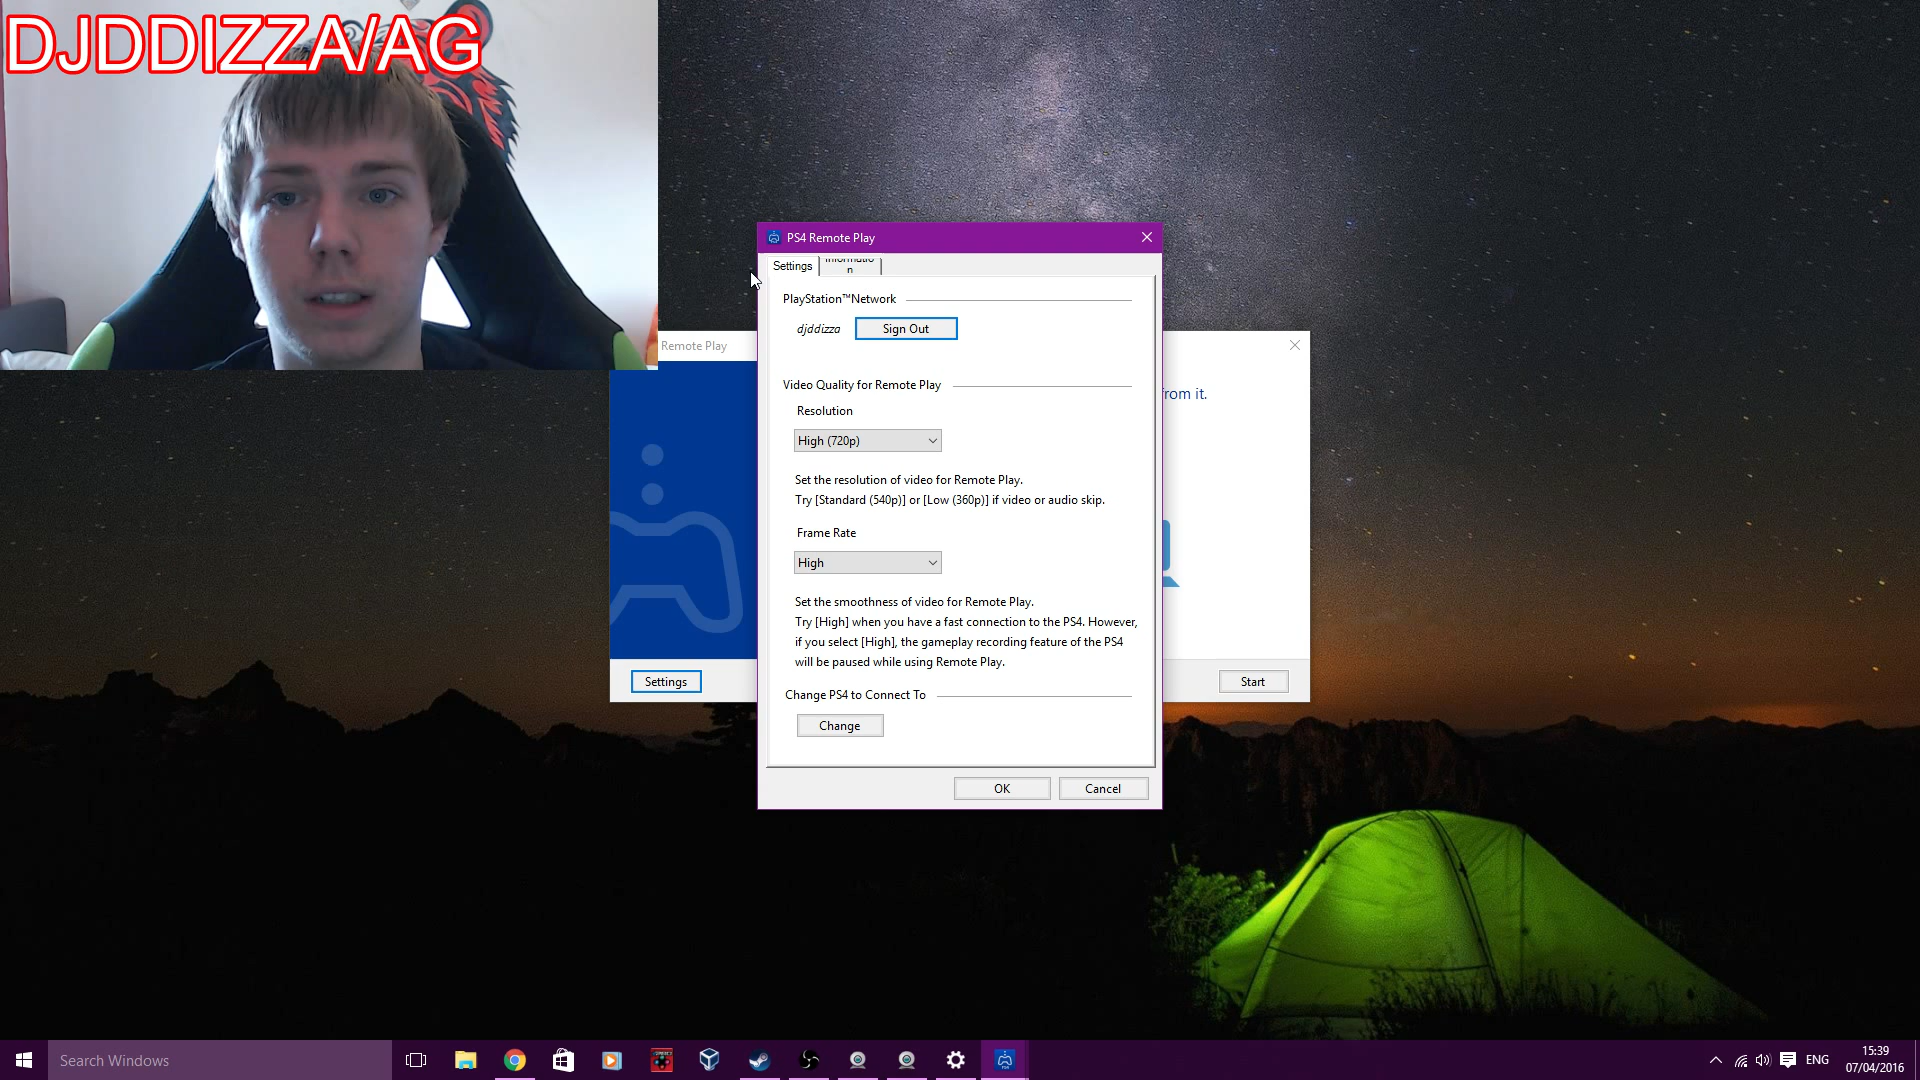 DJDDIZZA/AG
PS4 Remote Play
Settings
Informatio
n
PlayStation™Network
djddizza
Sign Out
Remote Play
Video Quality for Remote Play
from it.
Resolution
High (720p)
Set the resolution of video for Remote Play.
Try [Standard (540p)] or [Low (360p)] if video or audio skip.
Frame Rate
High
Set the smoothness of video for Remote Play.
Try [High] when you have a fast connection to the PS4. However,
if you select [High], the gameplay recording feature of the PS4
will be paused while using Remote Play.
Settings
Start
Change PS4 to Connect To
Change
OK
Cancel
Search Windows
ENG
15:39
07/04/2016